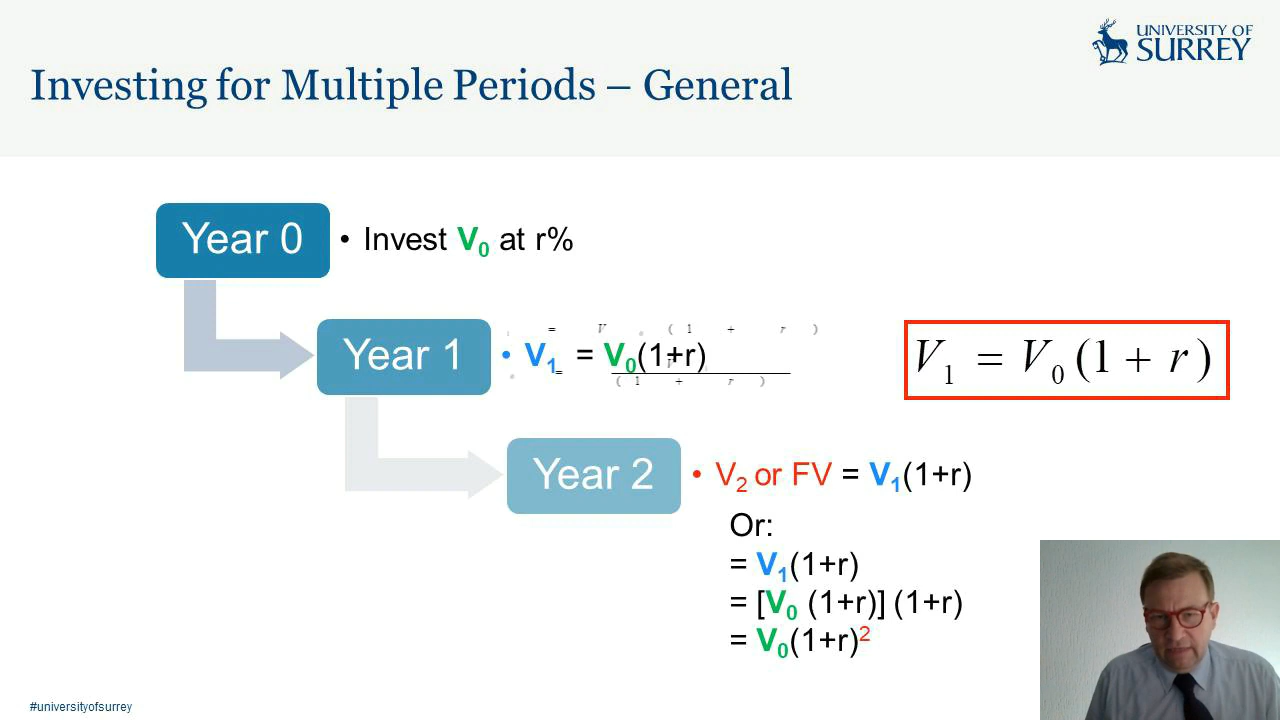 UNIVERSITY OF
SURREY
Investing for Multiple Periods – General
Year 0
• Invest V₀ at r%
Year 1
• V₁ = V₀(1+r)
V₁ = V₀ (1 + r)
Year 2
• V₂ or FV = V₁(1+r)
Or:
= V₁(1+r)
= [V₀ (1+r)] (1+r)
= V₀(1+r)²
#universityofsurrey